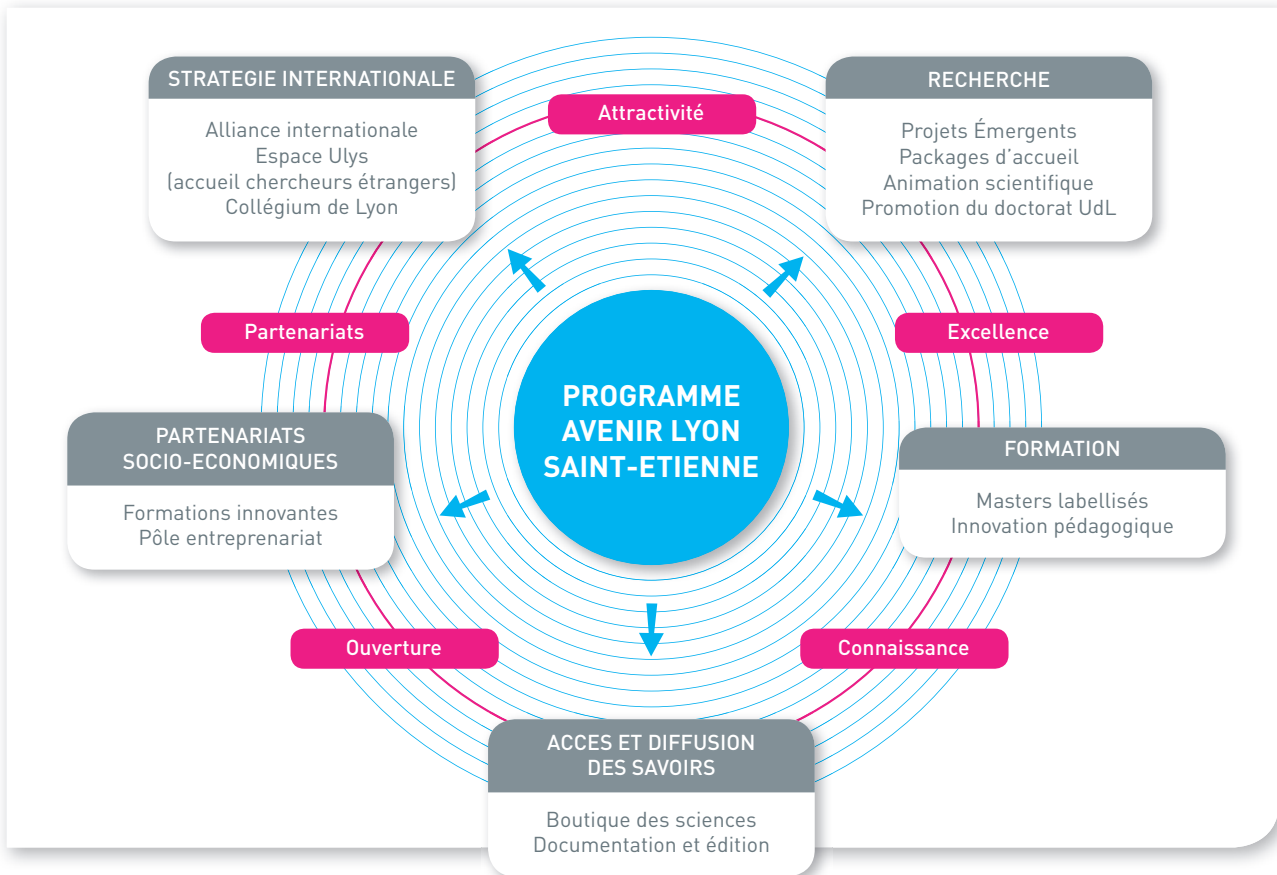 STRATEGIE INTERNATIONALE
Alliance internationale
Espace Ulys
(accueil chercheurs étrangers)
Collégium de Lyon
Attractivité
RECHERCHE
Projets Émergents
Packages d'accueil
Animation scientifique
Promotion du doctorat UdL
Partenariats
Excellence
PROGRAMME
AVENIR LYON
SAINT-ETIENNE
PARTENARIATS
SOCIO-ECONOMIQUES
Formations innovantes
Pôle entreprenariat
FORMATION
Masters labellisés
Innovation pédagogique
Ouverture
Connaissance
ACCES ET DIFFUSION
DES SAVOIRS
Boutique des sciences
Documentation et édition